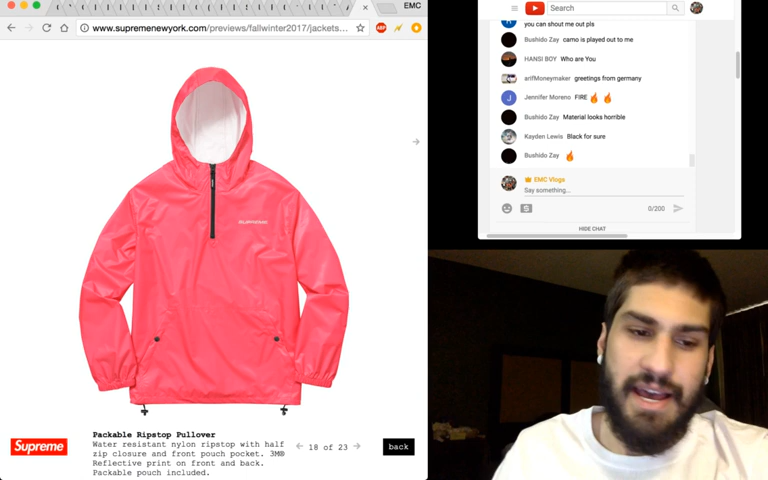 EMC
www.supremenewyork.com/previews/fallwinter2017/jackets...
ABP
Search
you can shout me out pls
Bushido Zay camo is played out to me
HANSI BOY Who are You
arifMoneymaker greetings from germany
J Jennifer Moreno FIRE 🔥 🔥
Bushido Zay Material looks horrible
Kayden Lewis Black for sure
Bushido Zay 🔥
EMC Vlogs
Say something...
0/200
HIDE CHAT
SUPREME
Packable Ripstop Pullover
Water resistant nylon ripstop with half
zip closure and front pouch pocket. 3M®
Reflective print on front and back.
Packable pouch included.
Supreme
18 of 23
back